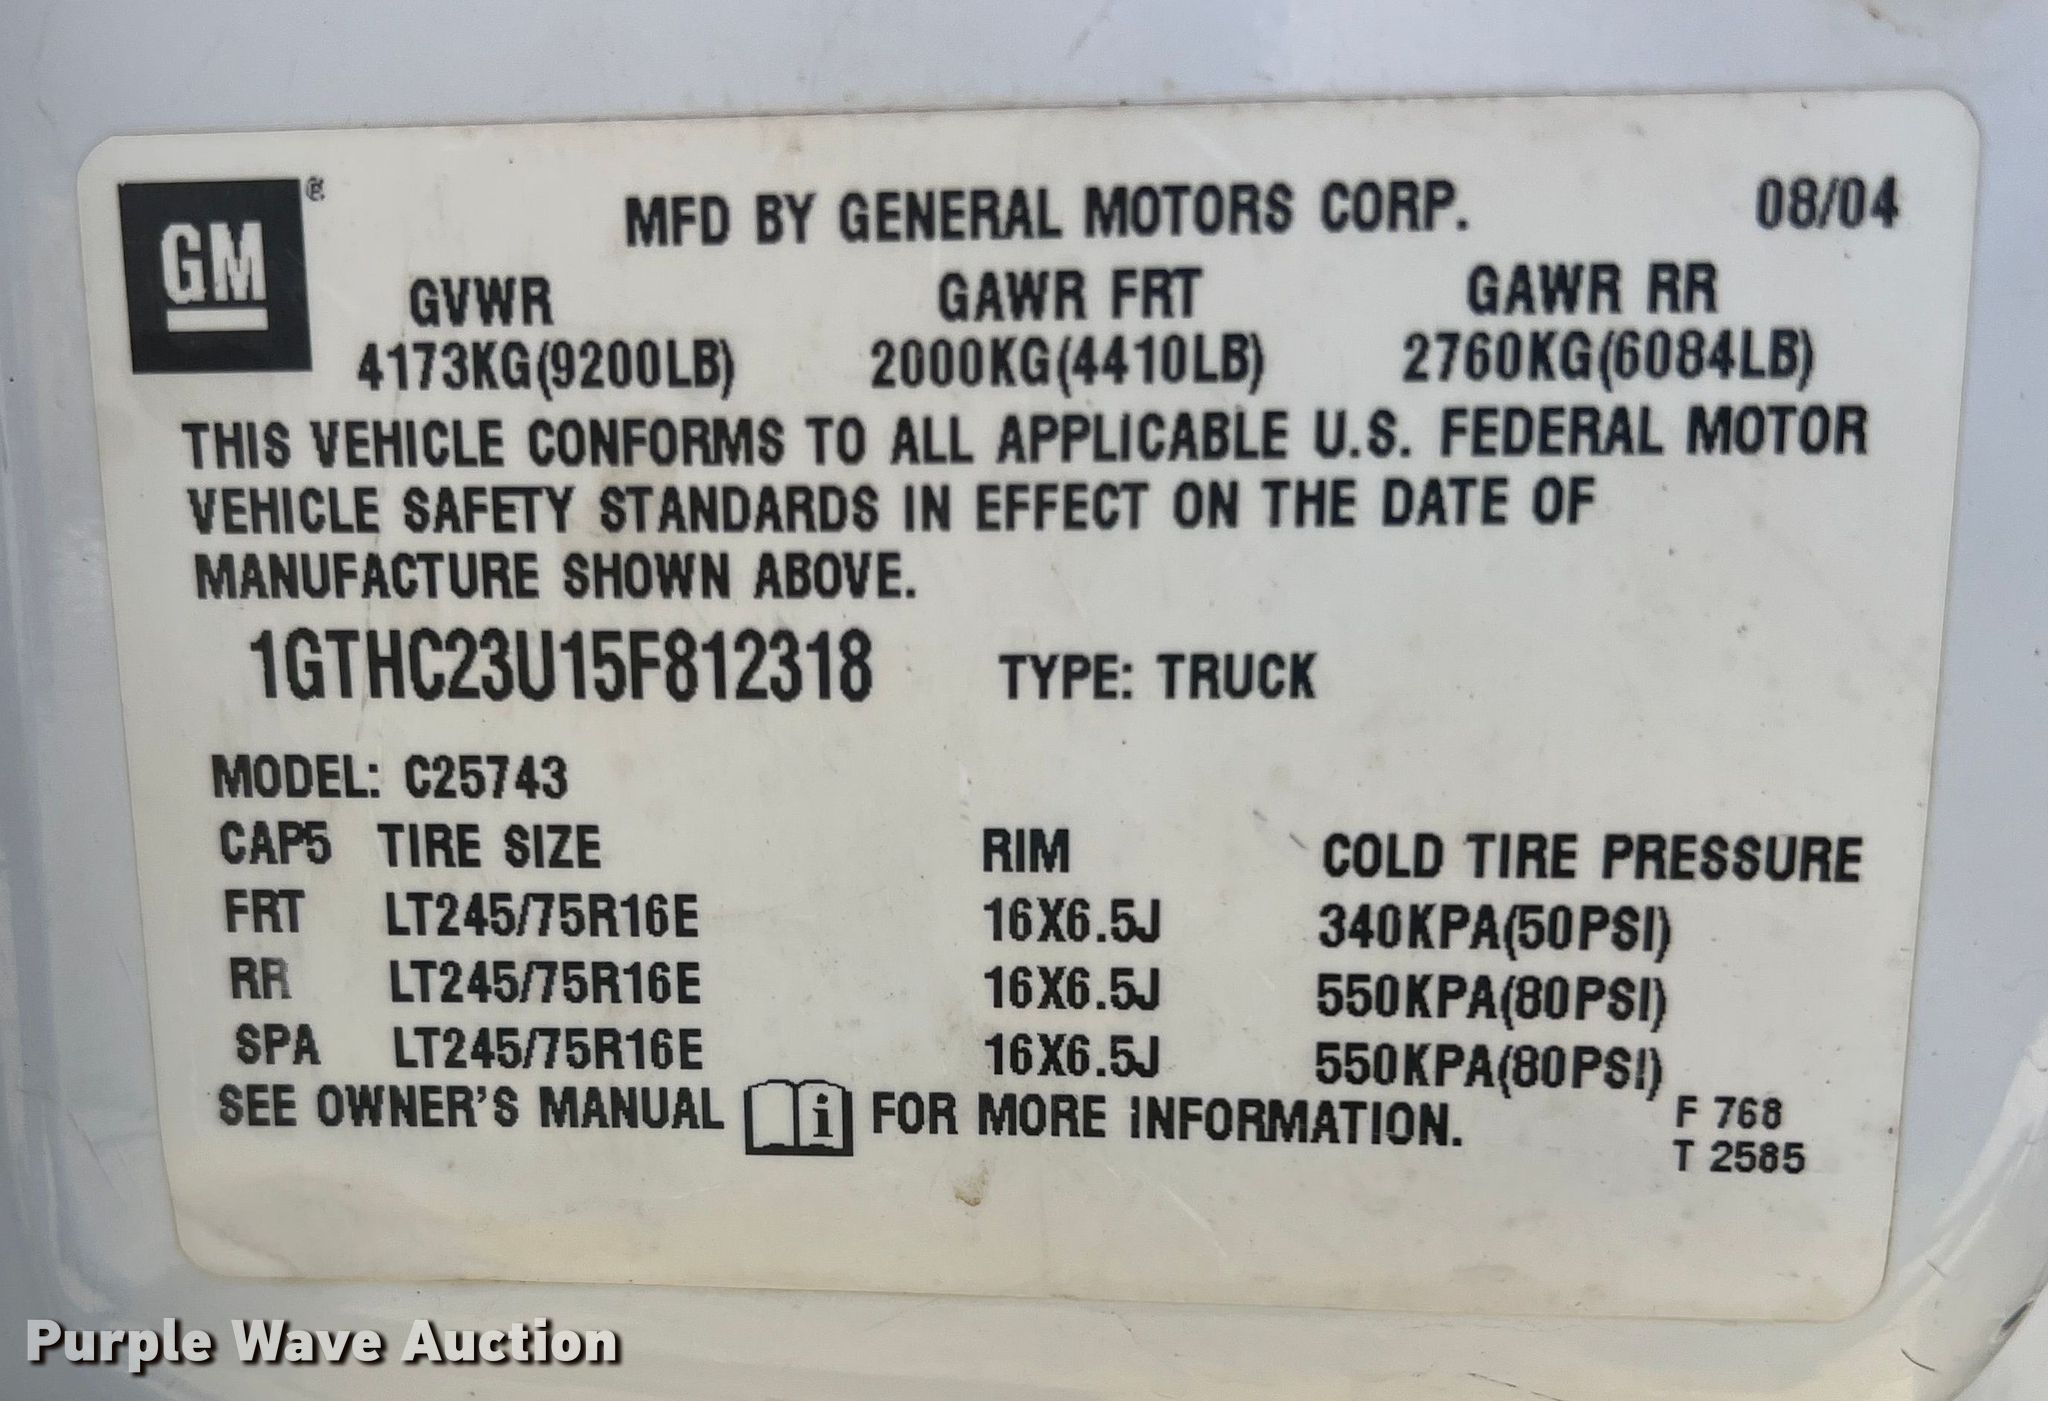 GM ®
MFD BY GENERAL MOTORS CORP. 08/04
GVWR GAWR FRT GAWR RR
4173KG(9200LB) 2000KG(4410LB) 2760KG(6084LB)
THIS VEHICLE CONFORMS TO ALL APPLICABLE U.S. FEDERAL MOTOR
VEHICLE SAFETY STANDARDS IN EFFECT ON THE DATE OF
MANUFACTURE SHOWN ABOVE.
1GTHC23U15F812318 TYPE: TRUCK
MODEL: C25743
CAP5 TIRE SIZE RIM COLD TIRE PRESSURE
FRT LT245/75R16E 16X6.5J 340KPA(50PSI)
RR LT245/75R16E 16X6.5J 550KPA(80PSI)
SPA LT245/75R16E 16X6.5J 550KPA(80PSI)
SEE OWNER'S MANUAL i FOR MORE INFORMATION.
F 768
T 2585
Purple Wave Auction